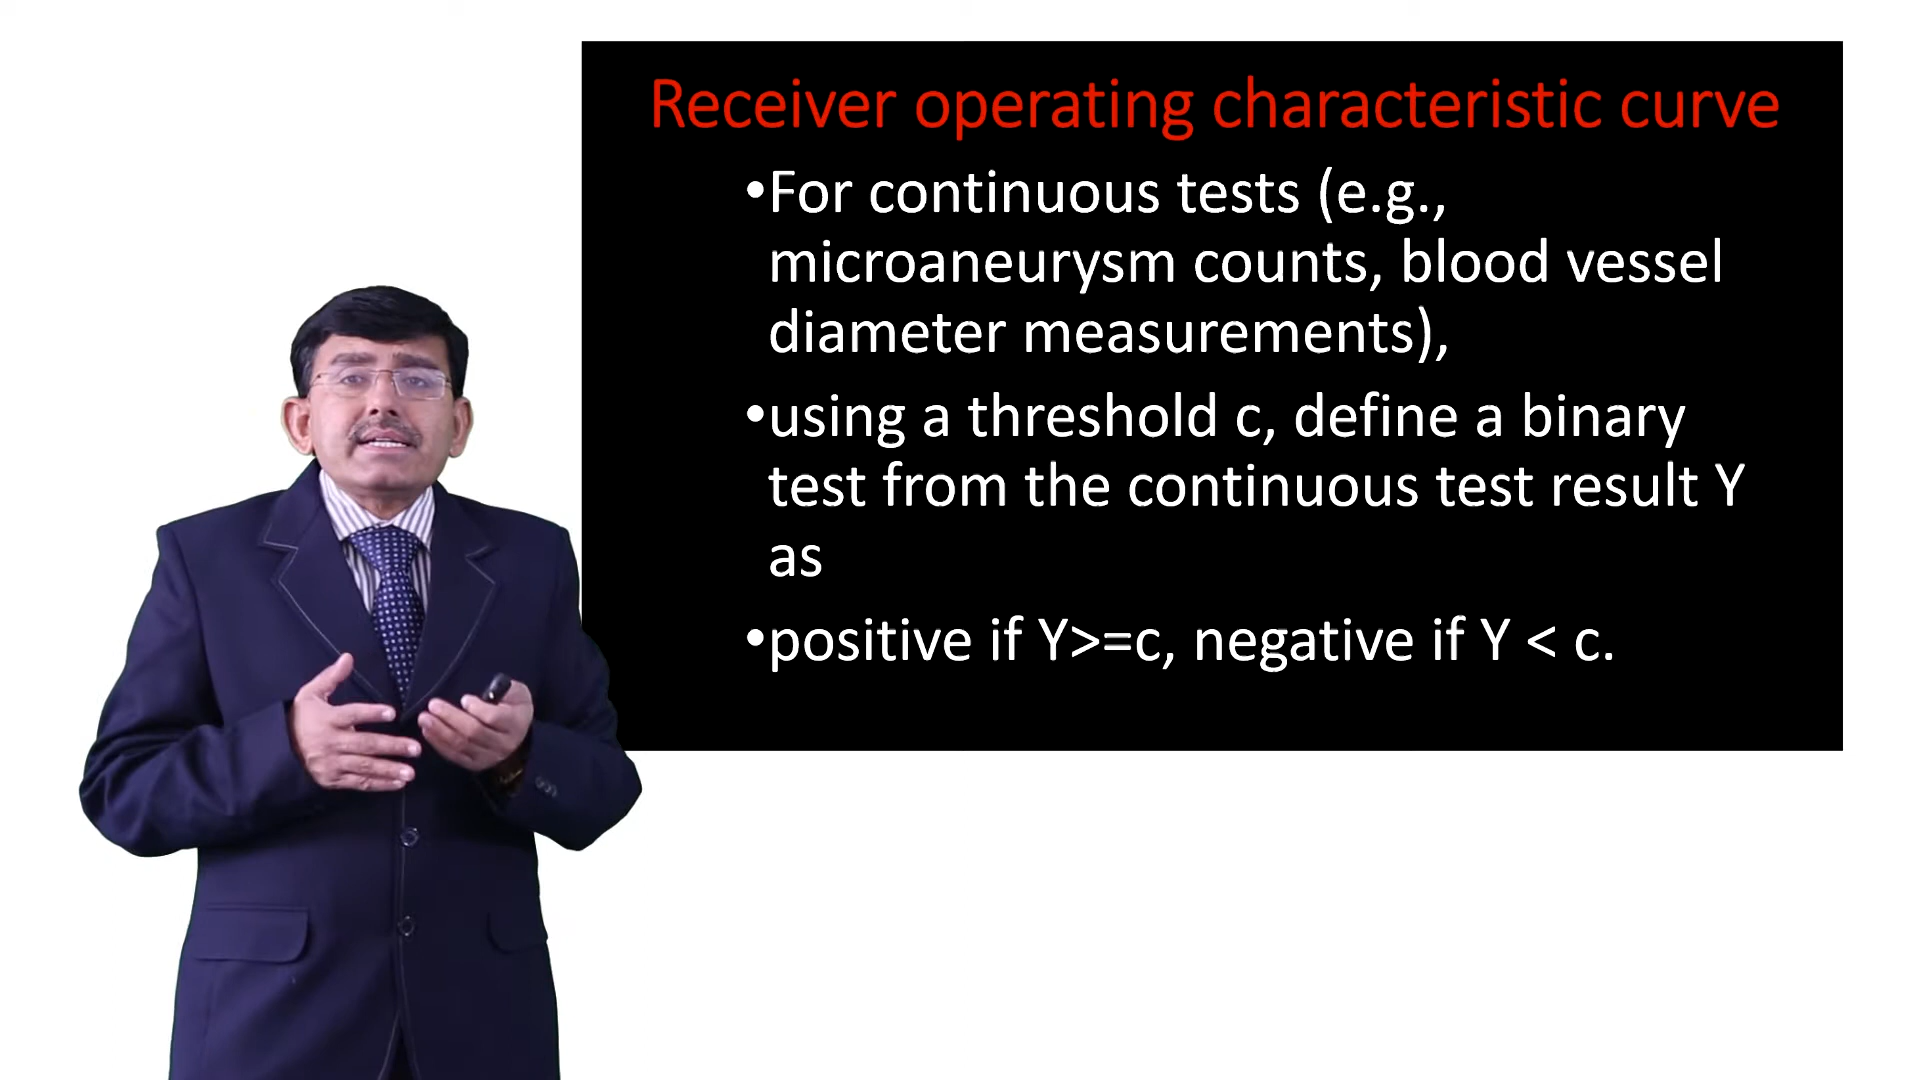 Receiver operating characteristic curve
•For continuous tests (e.g.,
microaneurysm counts, blood vessel
diameter measurements),
•using a threshold c, define a binary
test from the continuous test result Y
as
•positive if Y>=c, negative if Y < c.